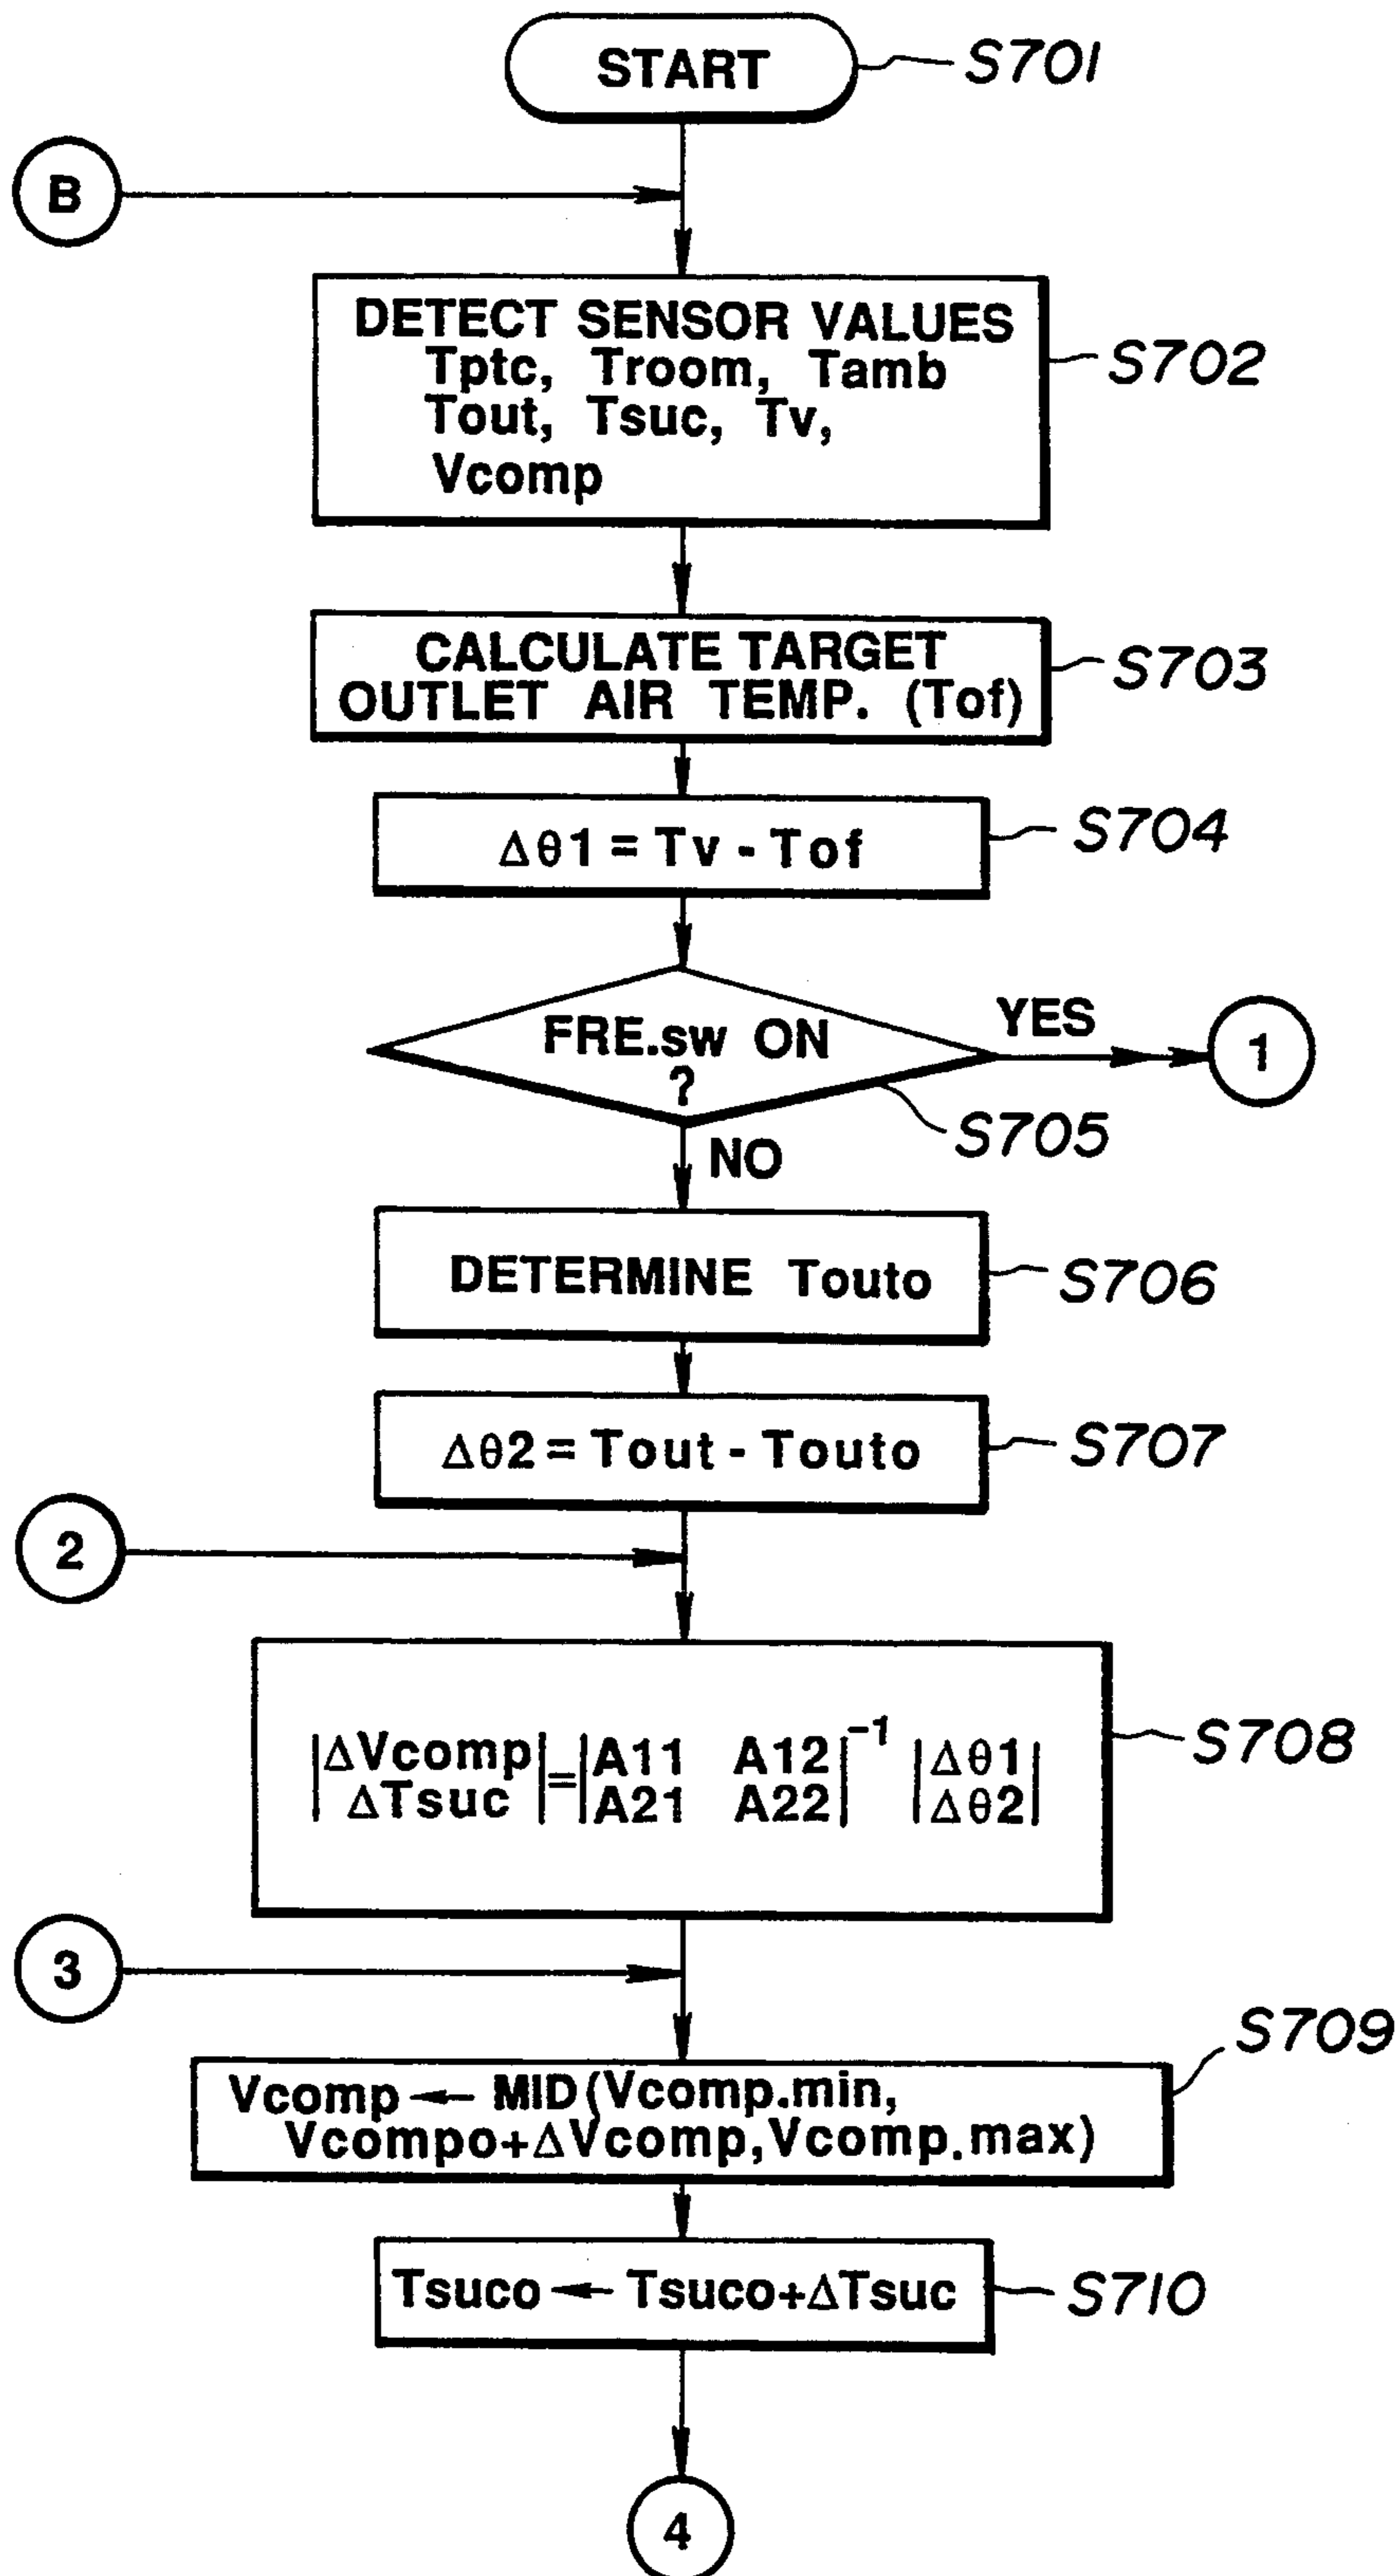 START
S701
B
DETECT SENSOR VALUES
Tptc, Troom, Tamb
Tout, Tsuc, Tv,
Vcomp
S702
CALCULATE TARGET
OUTLET AIR TEMP. (Tof)
S703
Δθ1 = Tv - Tof
S704
FRE.sw ON
?
YES
1
S705
NO
DETERMINE Touto
S706
Δθ2 = Tout - Touto
S707
2
|ΔVcomp| = |A11 A12|⁻¹ |Δθ1|
|ΔTsuc| |A21 A22| |Δθ2|
S708
3
S709
Vcomp ← MID(Vcomp.min,
Vcompo+ΔVcomp,Vcomp.max)
Tsuco ← Tsuco+ΔTsuc
S710
4